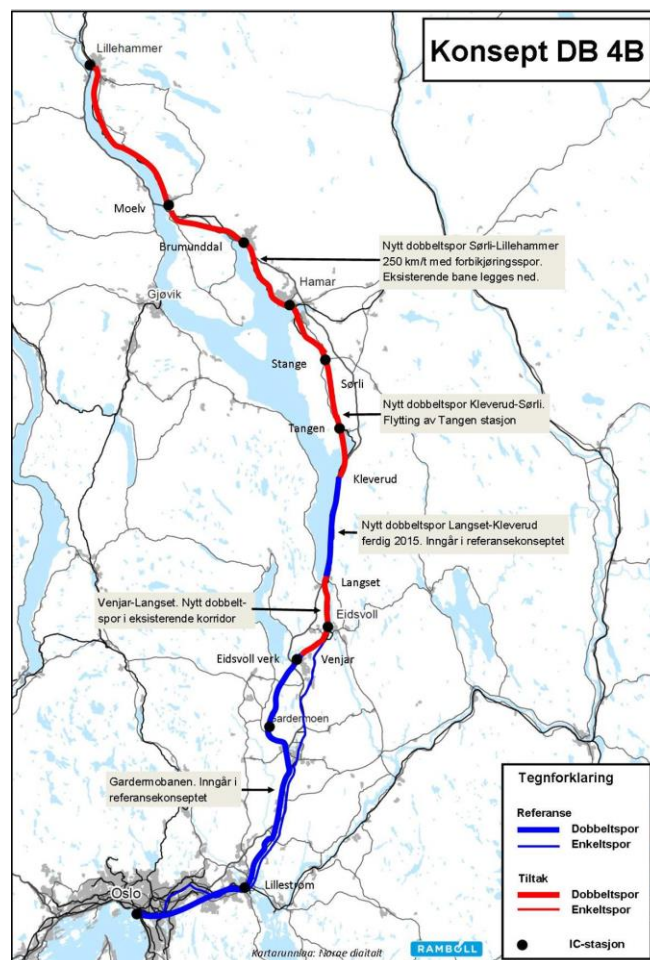 Konsept DB 4B
Lillehammer
Moelv
Brumunddal
Nytt dobbeltspor Sørli-Lillehammer
250 km/t med forbikjøringsspor.
Eksisterende bane legges ned.
Hamar
Gjøvik
Stange
Sørli
Nytt dobbeltspor Kleverud-Sørli.
Flytting av Tangen stasjon
Tangen
Kleverud
Nytt dobbeltspor Langset-Kleverud
ferdig 2015. Inngår i referansekonseptet
Langset
Venjar-Langset. Nytt dobbelt-
spor i eksisterende korridor
Eidsvoll
Eidsvoll verk
Venjar
Gardermoen
Gardermobanen. Inngår i
referansekonseptet
Lillestrøm
Oslo
Tegnforklaring
Referanse
Dobbeltspor
Enkeltspor
Tiltak
Dobbeltspor
Enkeltspor
IC-stasjon
Norge digitalt
RAMBOLL